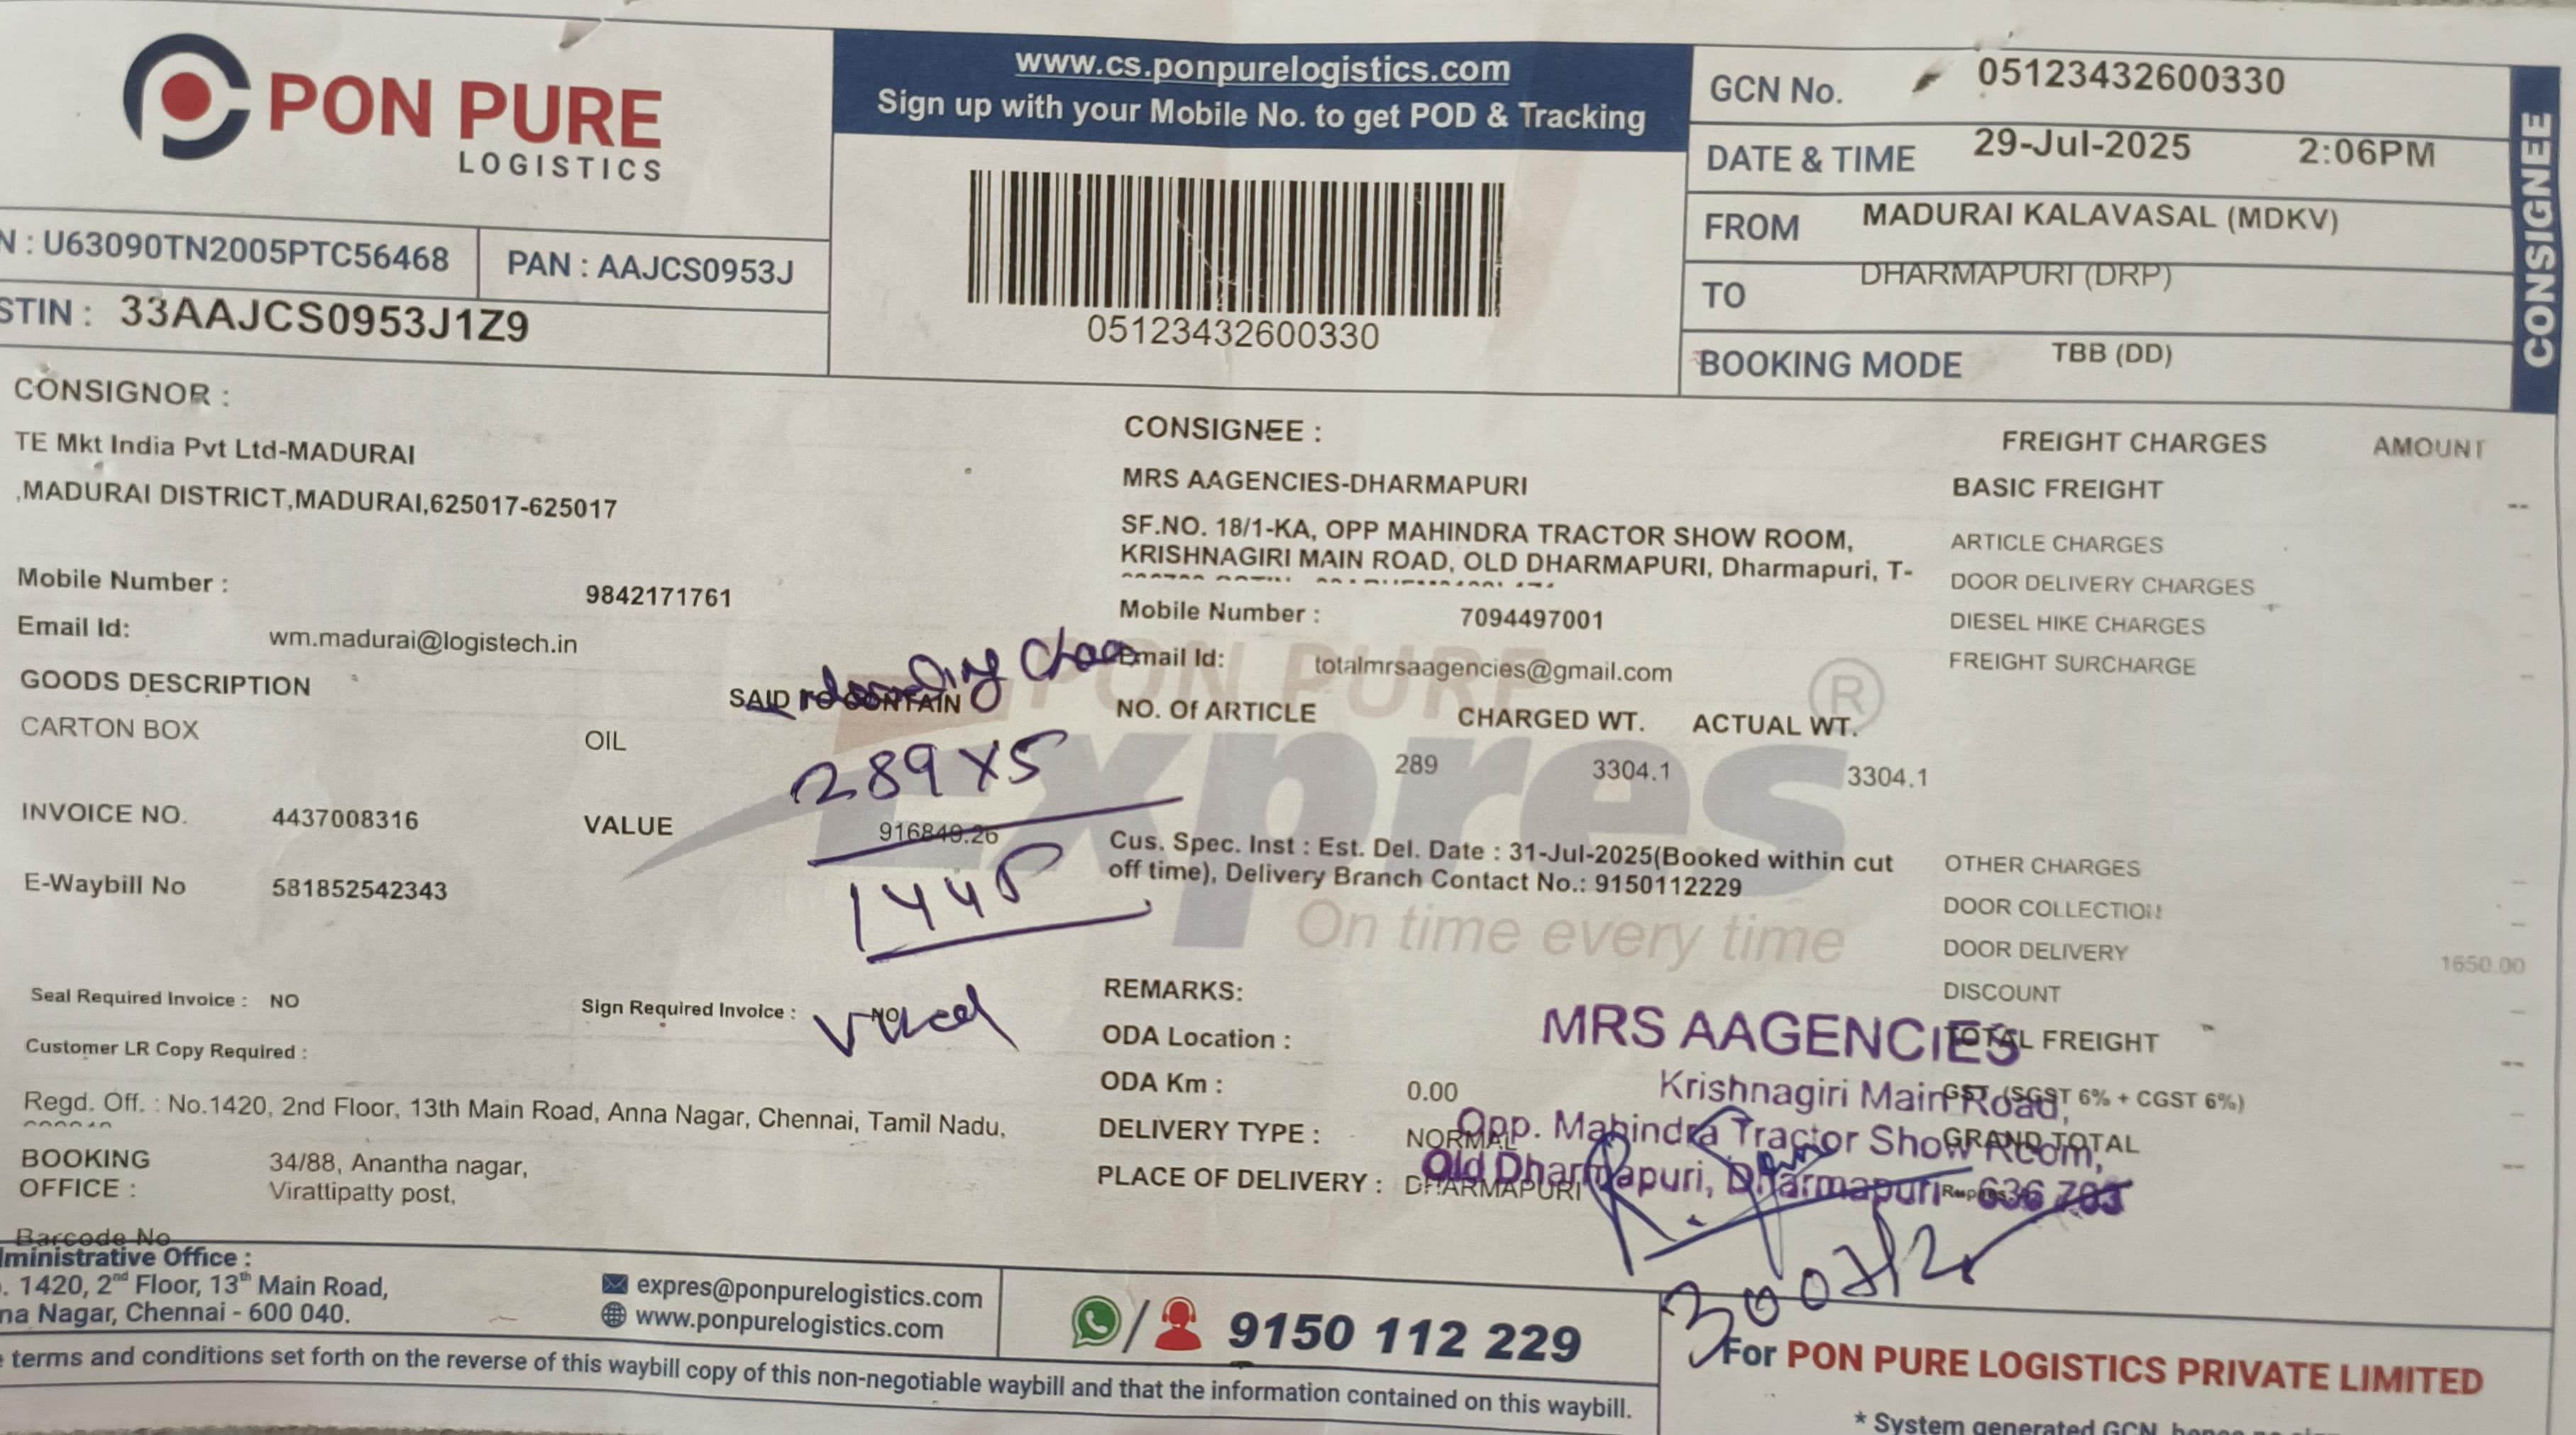 PON PURE
LOGISTICS
www.cs.ponpurelogistics.com
Sign up with your Mobile No. to get POD & Tracking
05123432600330
GCN No. 05123432600330
DATE & TIME 29-Jul-2025 2:06PM
FROM MADURAI KALAVASAL (MDKV)
TO DHARMAPURI (DRP)
BOOKING MODE TBB (DD)
CONSIGNEE
N : U63090TN2005PTC56468 PAN : AAJCS0953J
STIN : 33AAJCS0953J1Z9
CONSIGNOR :
TE Mkt India Pvt Ltd-MADURAI
,MADURAI DISTRICT,MADURAI,625017-625017
Mobile Number : 9842171761
Email Id: wm.madurai@logistech.in
GOODS DESCRIPTION SAID TO CONTAIN
CARTON BOX OIL
289 X 5
INVOICE NO. 4437008316 VALUE 916840.26
1445
E-Waybill No 581852542343
Seal Required Invoice : NO Sign Required Invoice : NO
Customer LR Copy Required :
Regd. Off. : No.1420, 2nd Floor, 13th Main Road, Anna Nagar, Chennai, Tamil Nadu,
BOOKING OFFICE : 34/88, Anantha nagar,
Virattipatty post,
Barcode No
CONSIGNEE :
MRS AAGENCIES-DHARMAPURI
SF.NO. 18/1-KA, OPP MAHINDRA TRACTOR SHOW ROOM,
KRISHNAGIRI MAIN ROAD, OLD DHARMAPURI, Dharmapuri, T-
Mobile Number : 7094497001
Email Id: totalmrsaagencies@gmail.com
NO. Of ARTICLE CHARGED WT. ACTUAL WT.
289 3304.1 3304.1
Cus. Spec. Inst : Est. Del. Date : 31-Jul-2025(Booked within cut
off time), Delivery Branch Contact No.: 9150112229
PON PURE
Expres
®
On time every time
REMARKS:
ODA Location :
ODA Km : 0.00
DELIVERY TYPE : NORMAL
PLACE OF DELIVERY : DHARMAPURI
FREIGHT CHARGES AMOUNT
BASIC FREIGHT --
ARTICLE CHARGES
DOOR DELIVERY CHARGES
DIESEL HIKE CHARGES
FREIGHT SURCHARGE
OTHER CHARGES
DOOR COLLECTION
DOOR DELIVERY 1650.00
DISCOUNT
TOTAL FREIGHT --
GST (SGST 6% + CGST 6%)
GRAND TOTAL --
MRS AAGENCIES
Krishnagiri Main Road,
Opp. Mahindra Tractor Show Room,
Old Dharmapuri, Dharmapuri - 636 703
ministrative Office :
. 1420, 2nd Floor, 13th Main Road,
na Nagar, Chennai - 600 040.
expres@ponpurelogistics.com
www.ponpurelogistics.com
9150 112 229
terms and conditions set forth on the reverse of this waybill copy of this non-negotiable waybill and that the information contained on this waybill.
For PON PURE LOGISTICS PRIVATE LIMITED
* System generated GCN, hence no